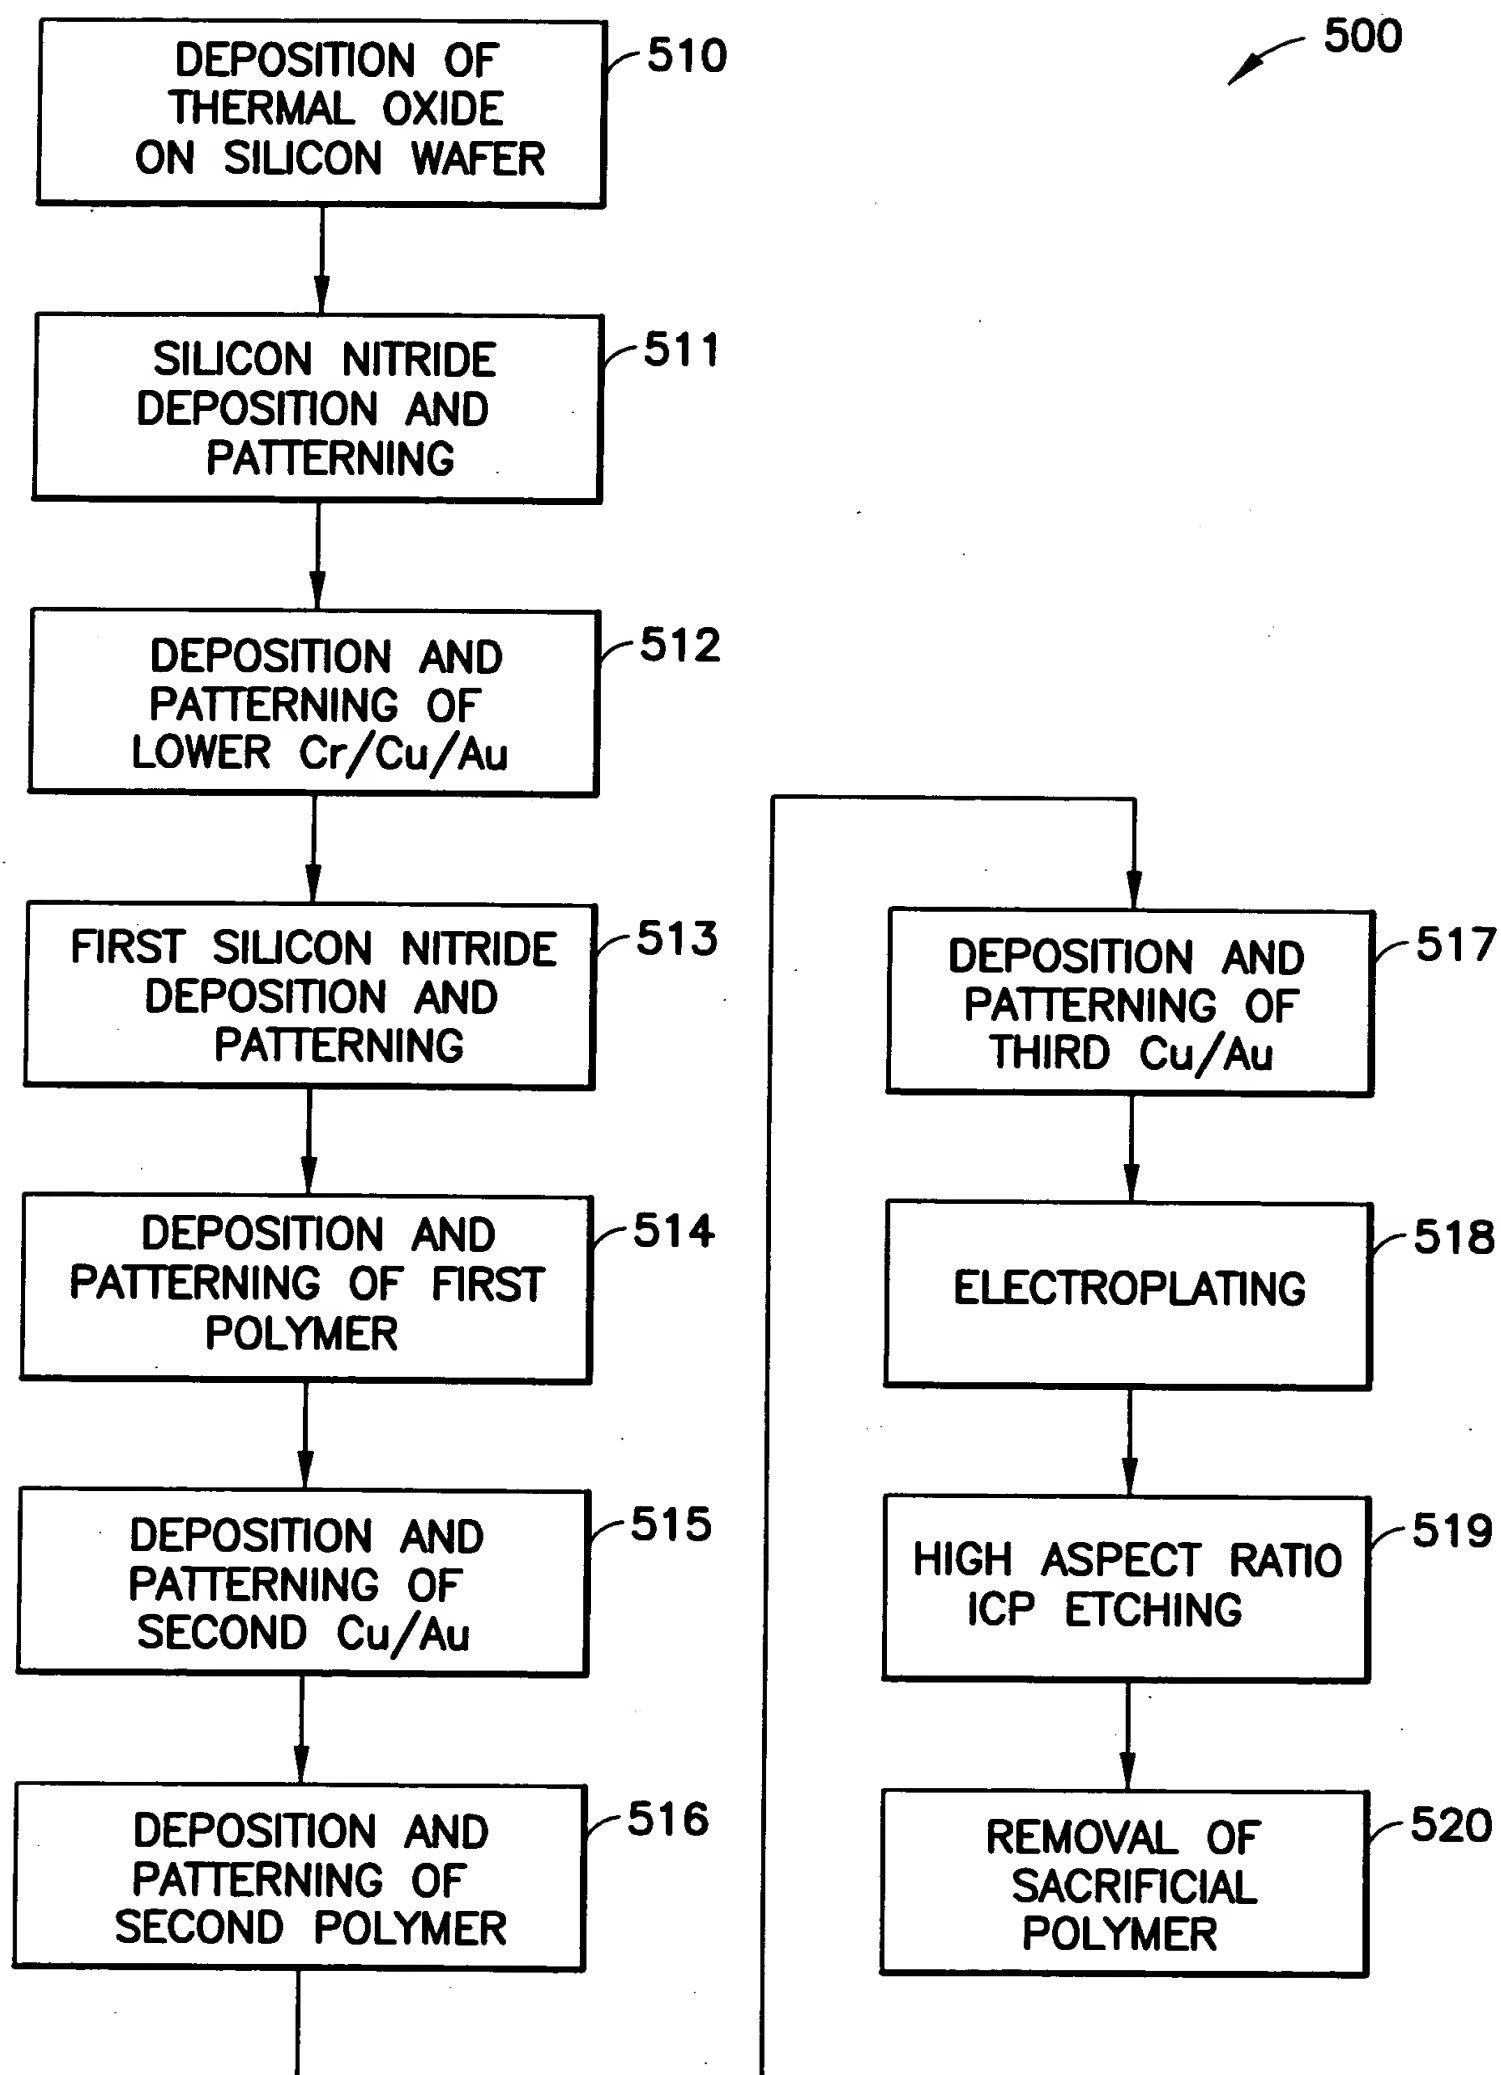 500
DEPOSITION OF
THERMAL OXIDE
ON SILICON WAFER
510
SILICON NITRIDE
DEPOSITION AND
PATTERNING
511
DEPOSITION AND
PATTERNING OF
LOWER Cr/Cu/Au
512
FIRST SILICON NITRIDE
DEPOSITION AND
PATTERNING
513
DEPOSITION AND
PATTERNING OF FIRST
POLYMER
514
DEPOSITION AND
PATTERNING OF
SECOND Cu/Au
515
DEPOSITION AND
PATTERNING OF
SECOND POLYMER
516
DEPOSITION AND
PATTERNING OF
THIRD Cu/Au
517
ELECTROPLATING
518
HIGH ASPECT RATIO
ICP ETCHING
519
REMOVAL OF
SACRIFICIAL
POLYMER
520